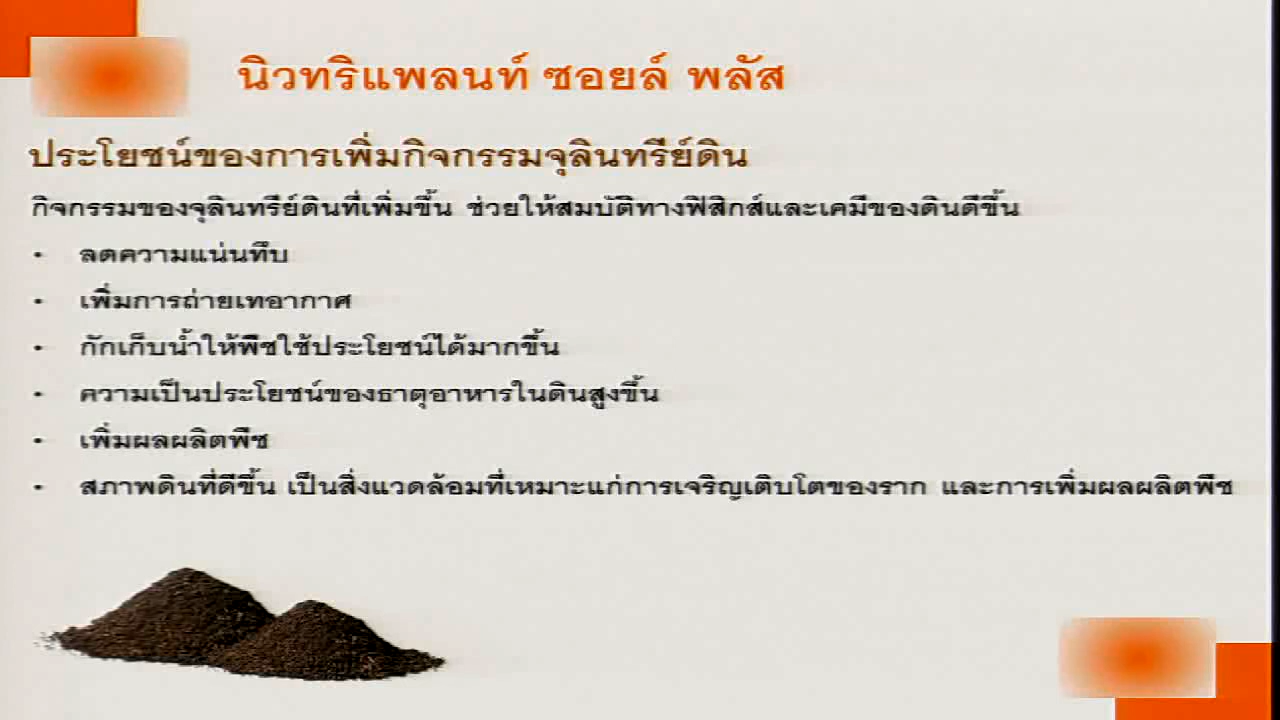 นิวทริแพลนท์ ซอยล์ พลัส
ประโยชน์ของการเพิ่มกิจกรรมจุลินทรีย์ดิน
กิจกรรมของจุลินทรีย์ดินที่เพิ่มขึ้น ช่วยให้สมบัติทางฟิสิกส์และเคมีของดินดีขึ้น
• ลดความแน่นทึบ
• เพิ่มการถ่ายเทอากาศ
• กักเก็บน้ำให้พืชใช้ประโยชน์ได้มากขึ้น
• ความเป็นประโยชน์ของธาตุอาหารในดินสูงขึ้น
• เพิ่มผลผลิตพืช
• สภาพดินที่ดีขึ้น เป็นสิ่งแวดล้อมที่เหมาะแก่การเจริญเติบโตของราก และการเพิ่มผลผลิตพืช